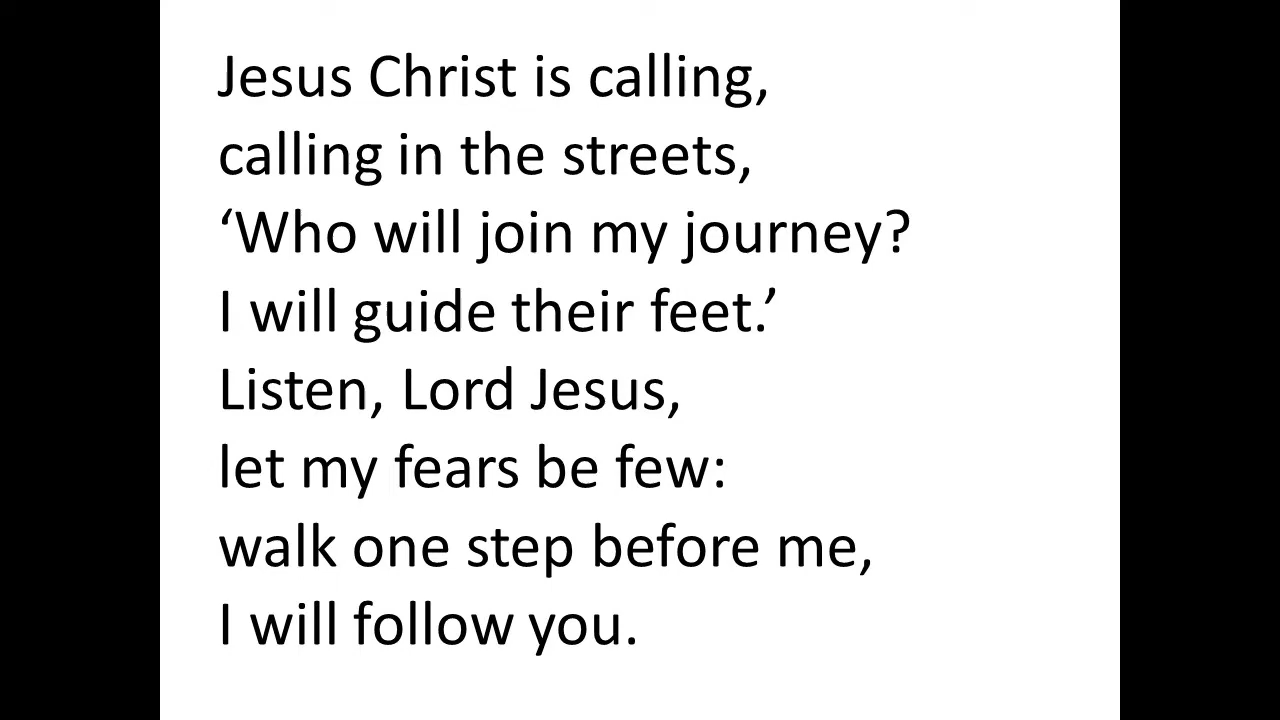 Jesus Christ is calling,
calling in the streets,
‘Who will join my journey?
I will guide their feet.’
Listen, Lord Jesus,
let my fears be few:
walk one step before me,
I will follow you.